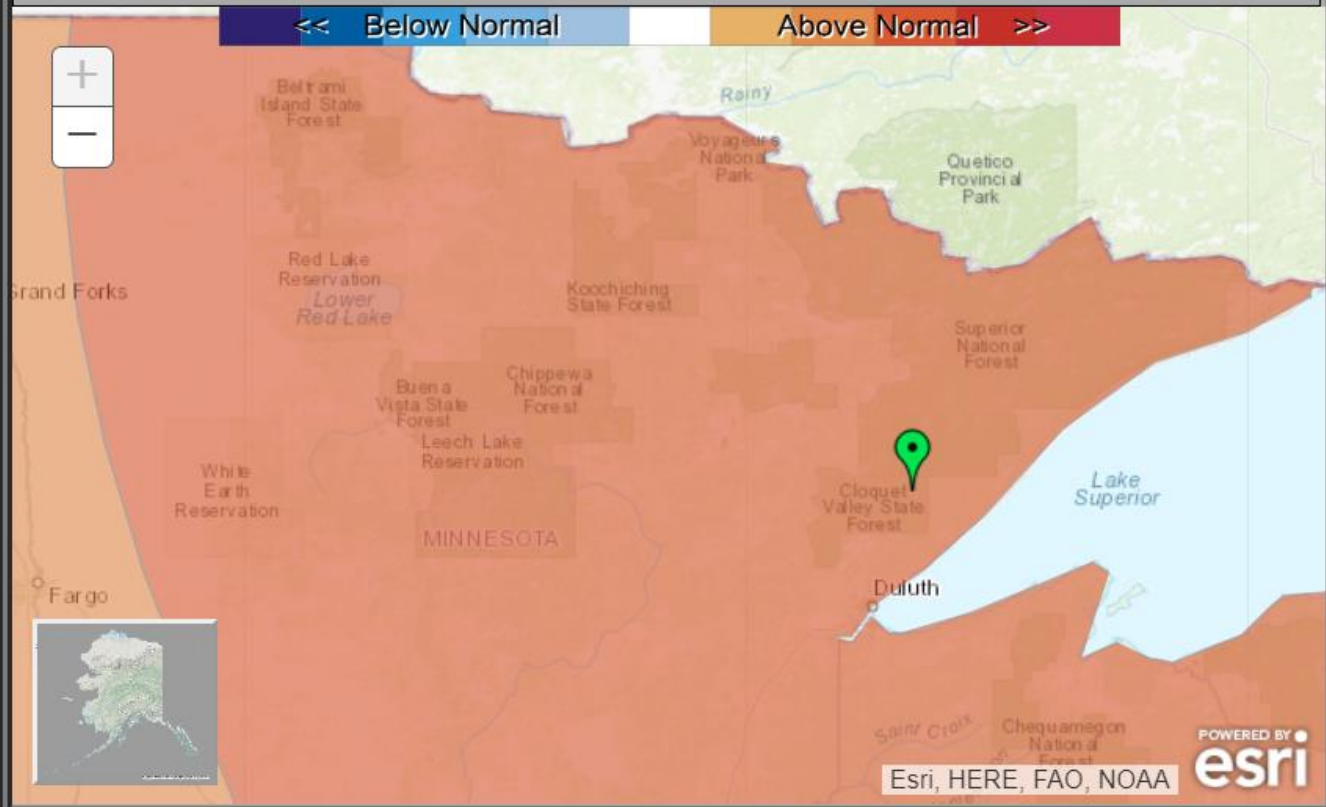 << Below Normal
Above Normal >>
+
−
Beltrami
Island State
Forest
Rainy
Voyageurs
National
Park
Quetico
Provincial
Park
Red Lake
Reservation
Lower
Red Lake
Grand Forks
Koochiching
State Forest
Superior
National
Forest
Buena
Vista State
Forest
Chippewa
National
Forest
Leech Lake
Reservation
White
Earth
Reservation
Cloquet
Valley State
Forest
Lake
Superior
MINNESOTA
Fargo
Duluth
Saint Croix
Chequamegon
National
Forest
POWERED BY
esri
Esri, HERE, FAO, NOAA